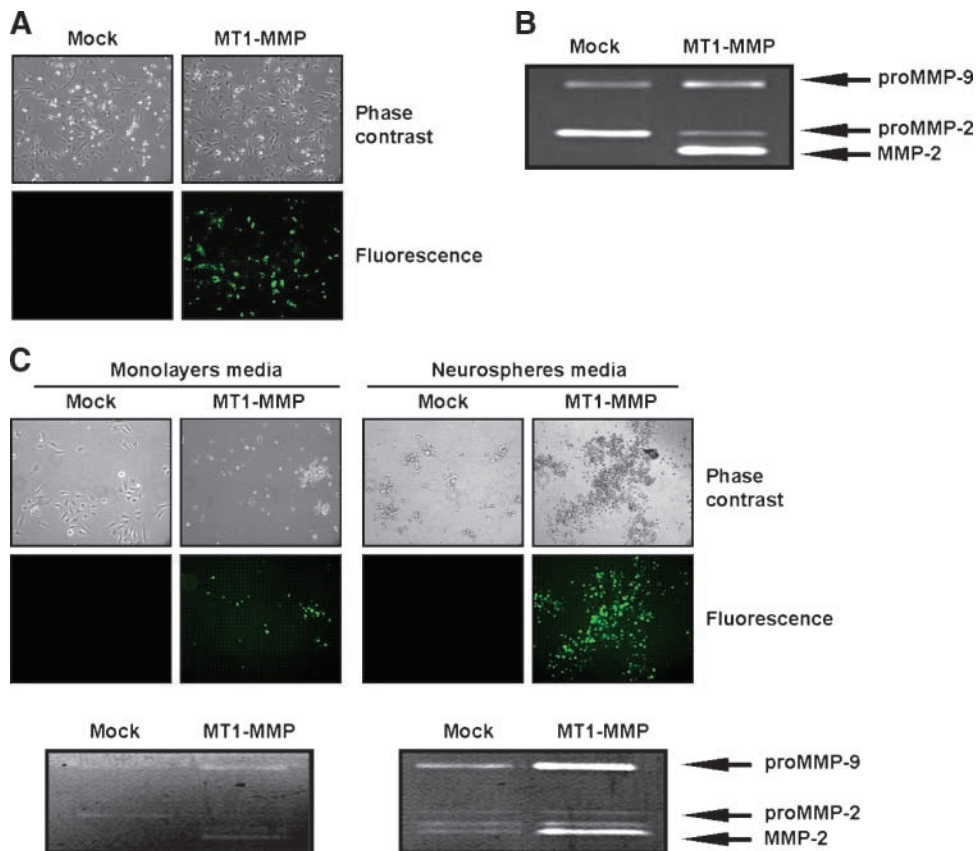 A
Mock MT1-MMP
Phase
contrast
Fluorescence
B
Mock MT1-MMP
proMMP-9
proMMP-2
MMP-2
C
Monolayers media Neurospheres media
Mock MT1-MMP Mock MT1-MMP
Phase
contrast
Fluorescence
Mock MT1-MMP Mock MT1-MMP
proMMP-9
proMMP-2
MMP-2